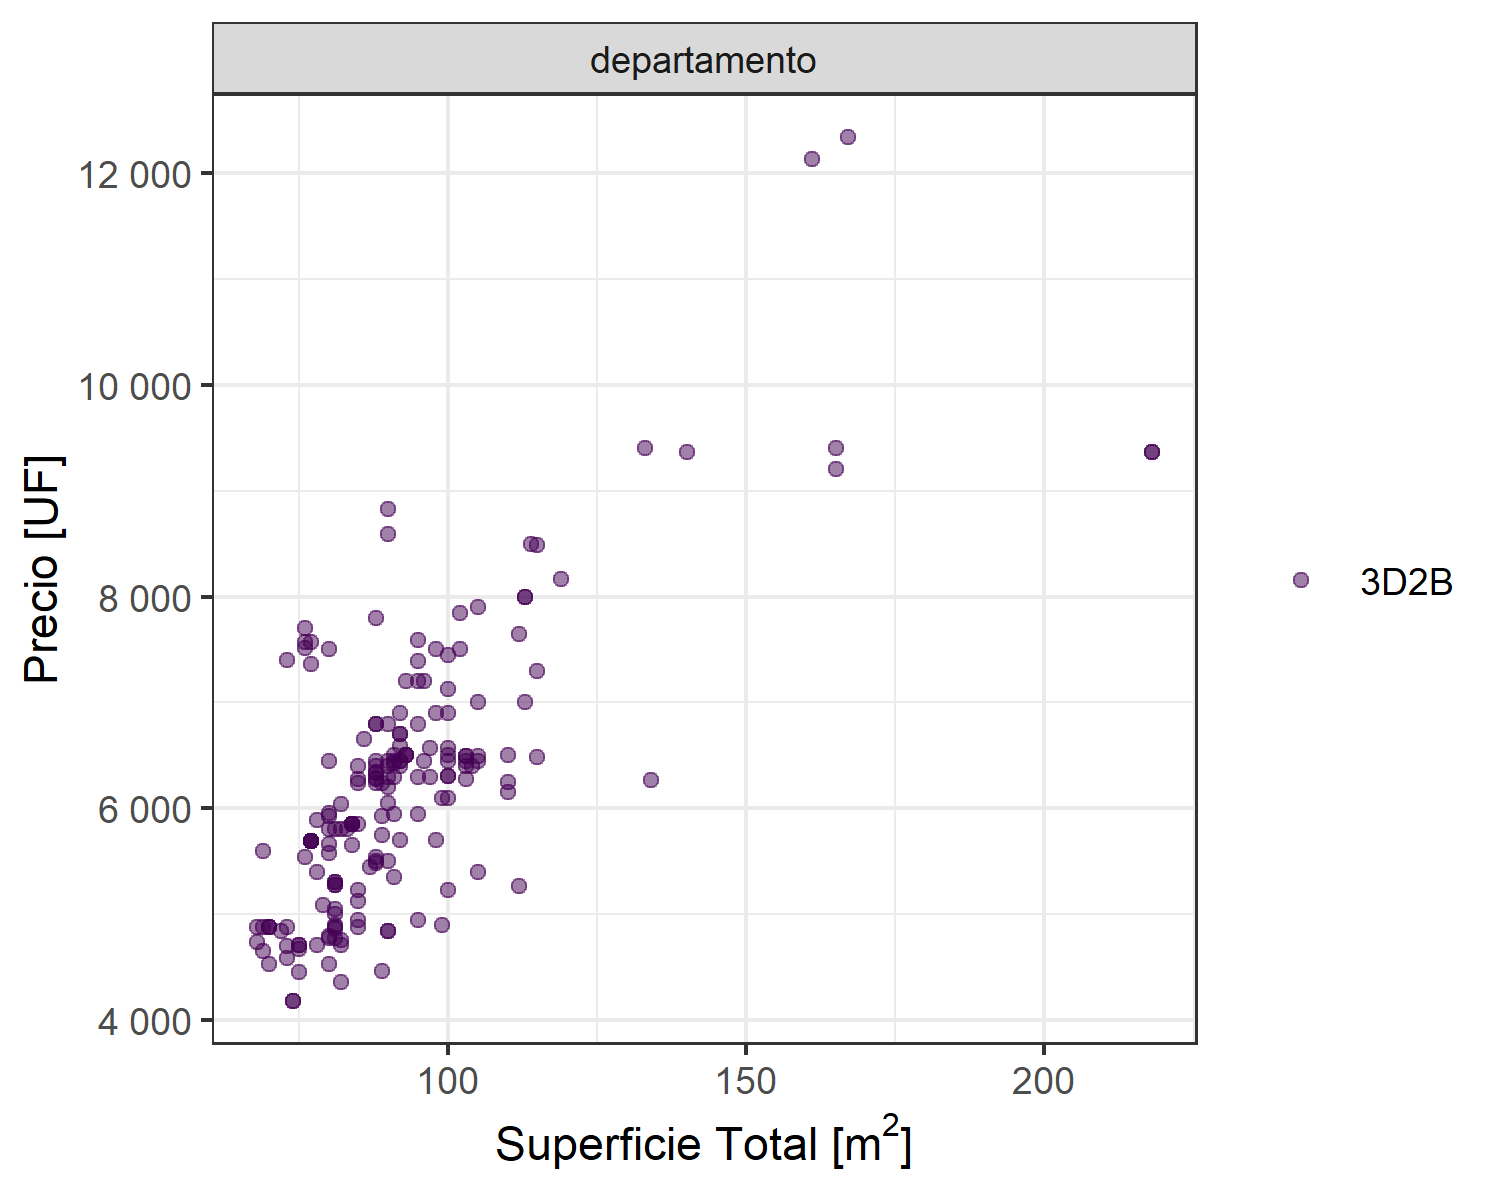 departamento
12 000
10 000
8 000
6 000
4 000
Precio [UF]
100 150 200
Superficie Total [m²]
3D2B